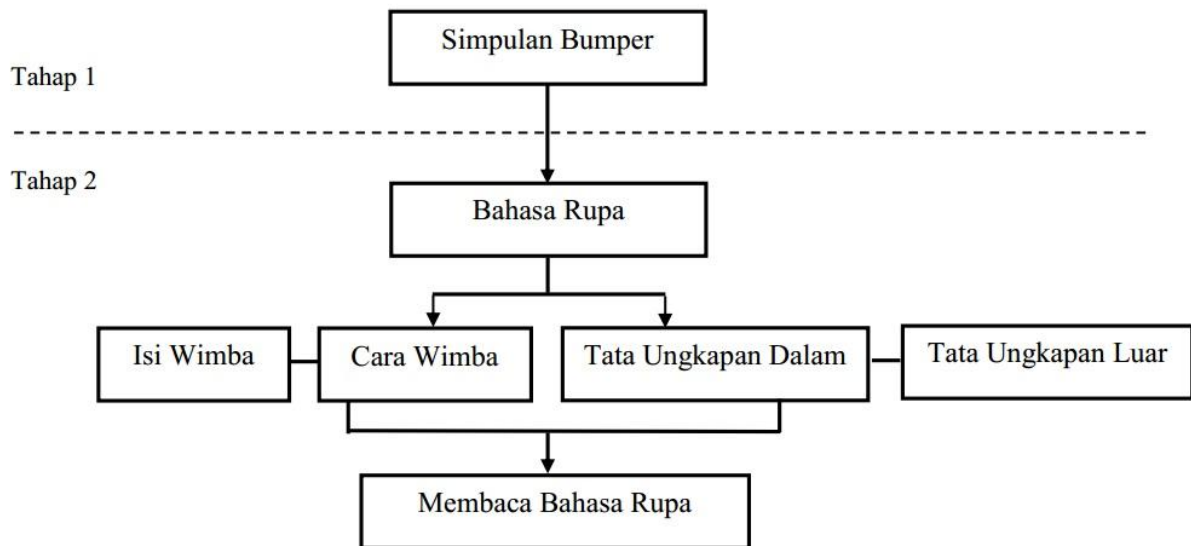 Simpulan Bumper
Tahap 1
Tahap 2
Bahasa Rupa
Isi Wimba
Cara Wimba
Tata Ungkapan Dalam
Tata Ungkapan Luar
Membaca Bahasa Rupa